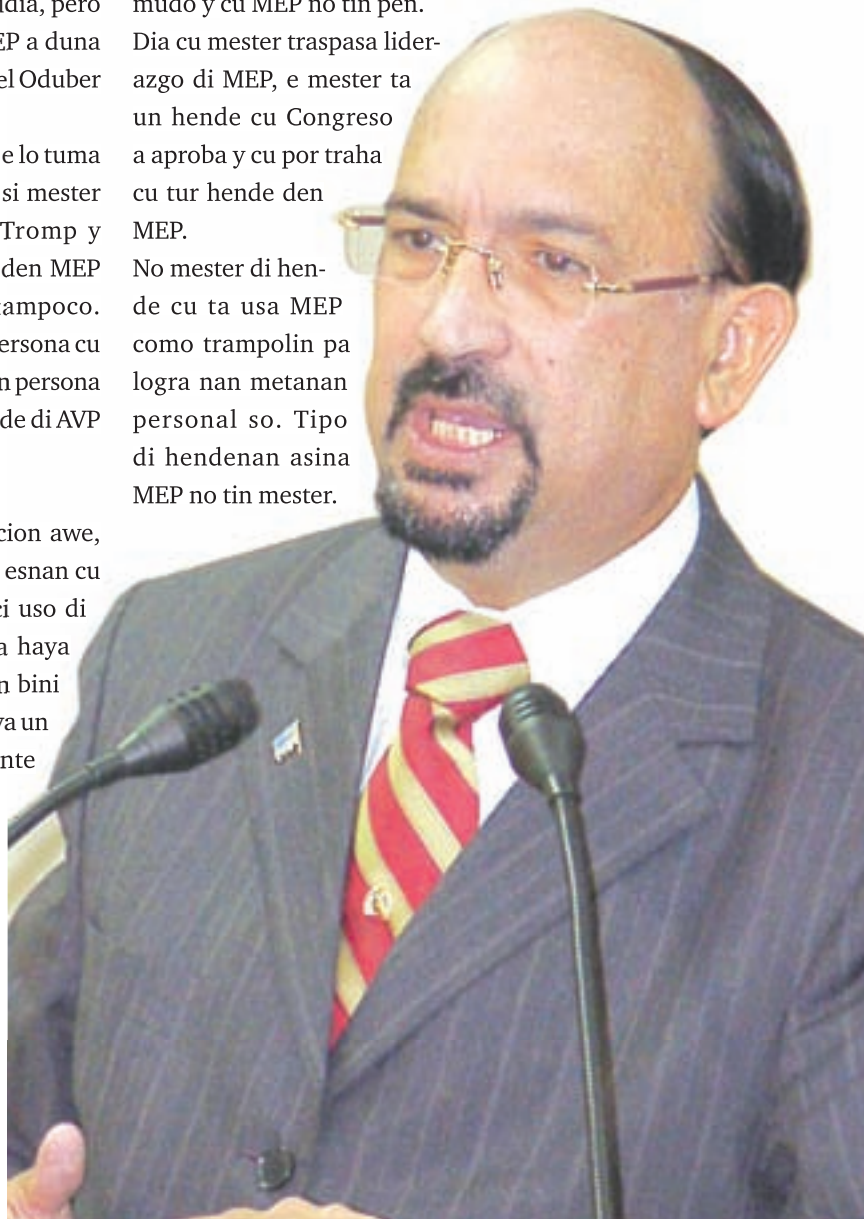 idia, pero
EP a duna
el Oduber
e lo tuma
si mester
Tromp y
den MEP
tampoco.
ersona cu
n persona
de di AVP
cion awe,
esnan cu
ci uso di
a haya
n bini
ya un
nte
mudo y cu MEP no tin pen.
Dia cu mester traspasa lider-
azgo di MEP, e mester ta
un hende cu Congreso
a aproba y cu por traha
cu tur hende den
MEP.
No mester di hen-
de cu ta usa MEP
como trampolin pa
logra nan metanan
personal so. Tipo
di hendenan asina
MEP no tin mester.